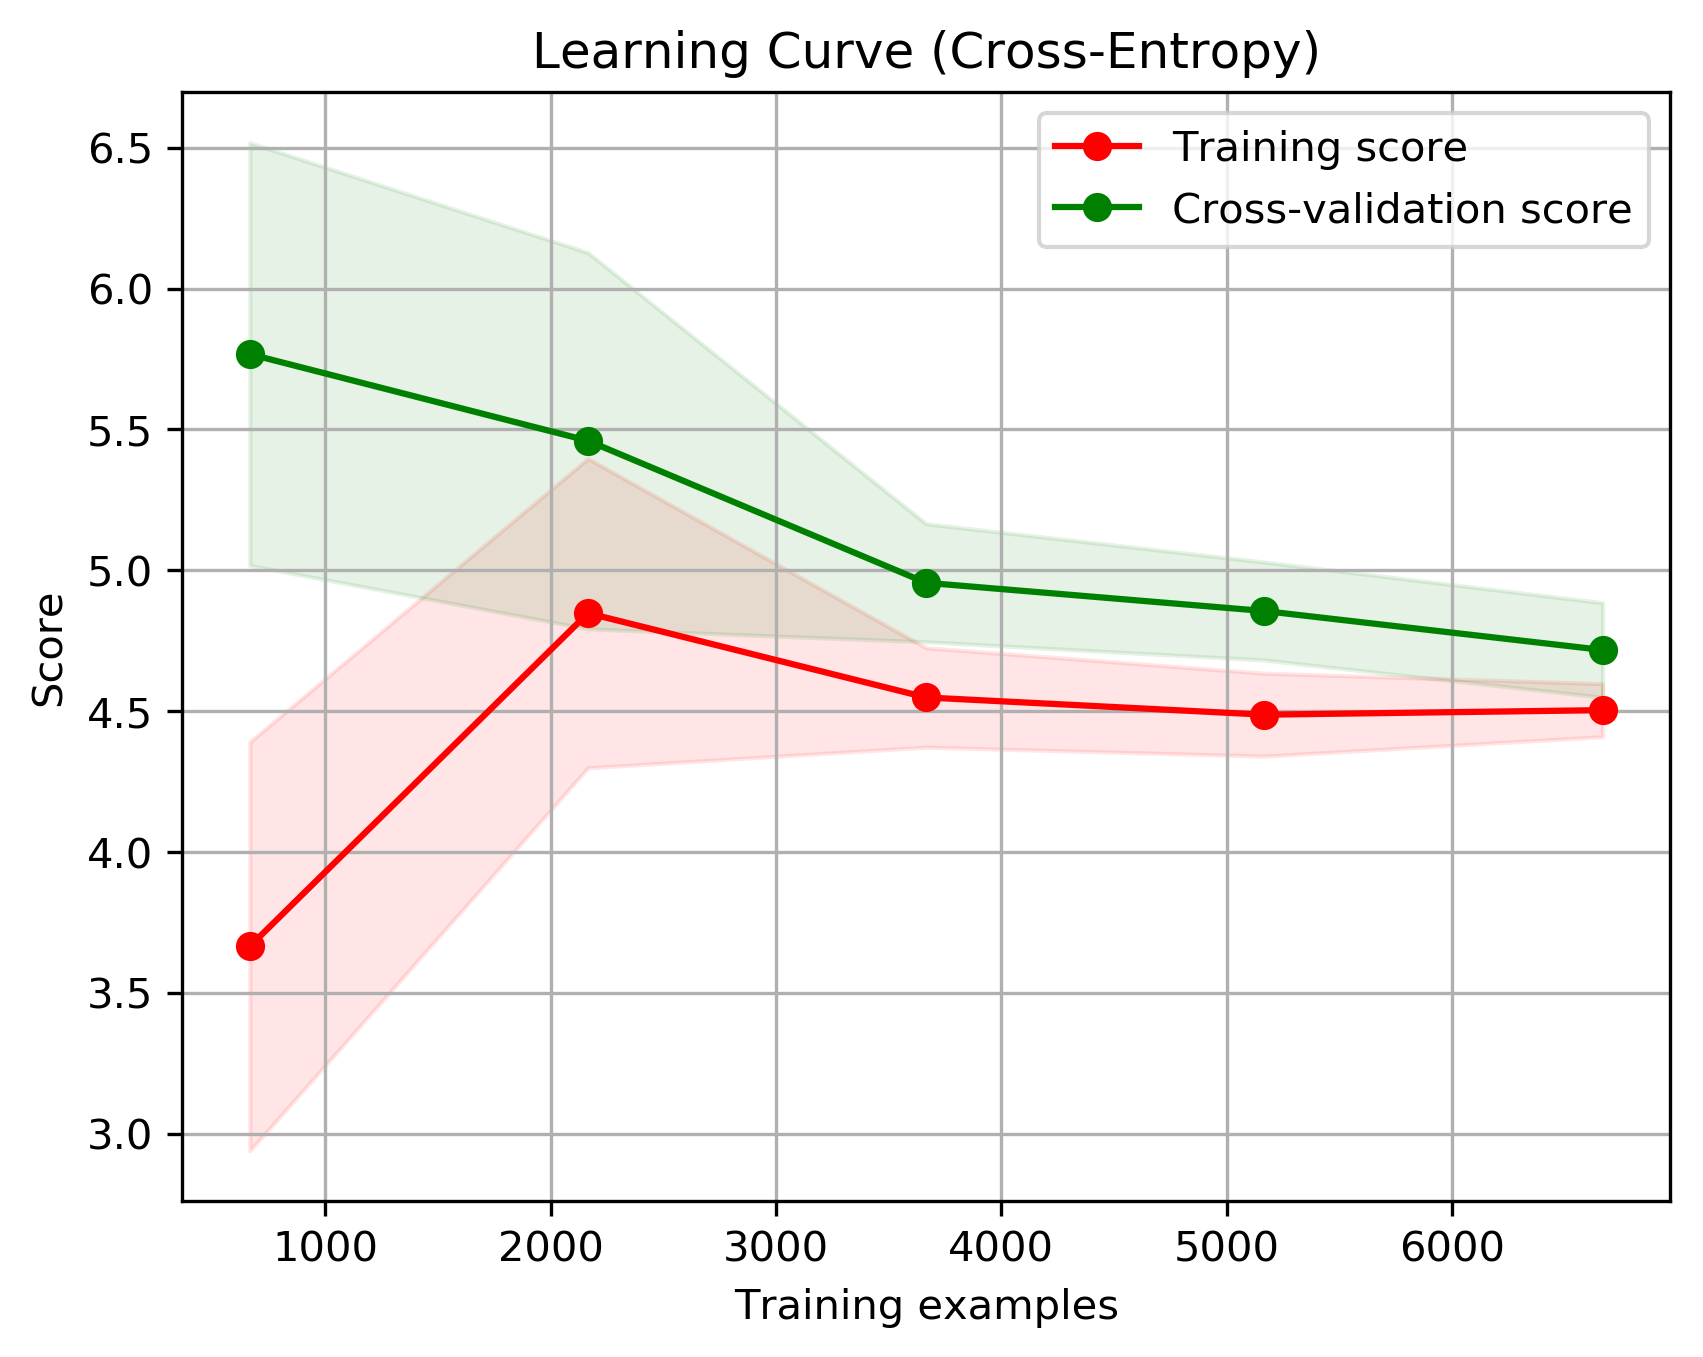 Learning Curve (Cross-Entropy)
Training score
Cross-validation score
6.5
6.0
5.5
5.0
4.5
4.0
3.5
3.0
Score
1000 2000 3000 4000 5000 6000
Training examples